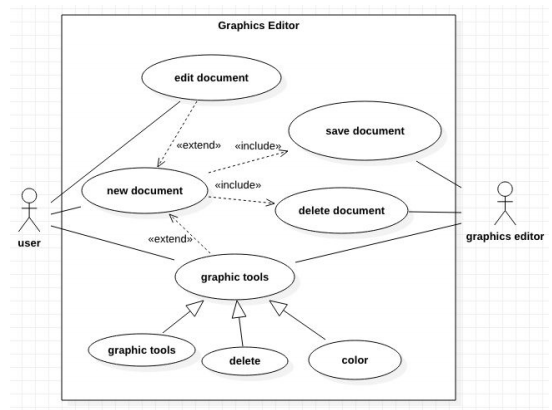 Graphics Editor
edit document
save document
«extend»
«include»
new document
«include»
delete document
user
graphics editor
«extend»
graphic tools
graphic tools
delete
color